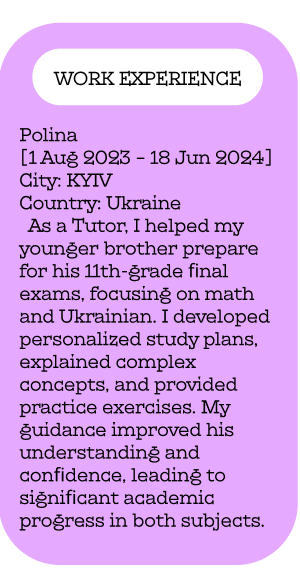 WORK EXPERIENCE
Polina
[1 Aug 2023 – 18 Jun 2024]
City: KYIV
Country: Ukraine
As a Tutor, I helped my
younger brother prepare
for his 11th-grade final
exams, focusing on math
and Ukrainian. I developed
personalized study plans,
explained complex
concepts, and provided
practice exercises. My
guidance improved his
understanding and
confidence, leading to
significant academic
progress in both subjects.